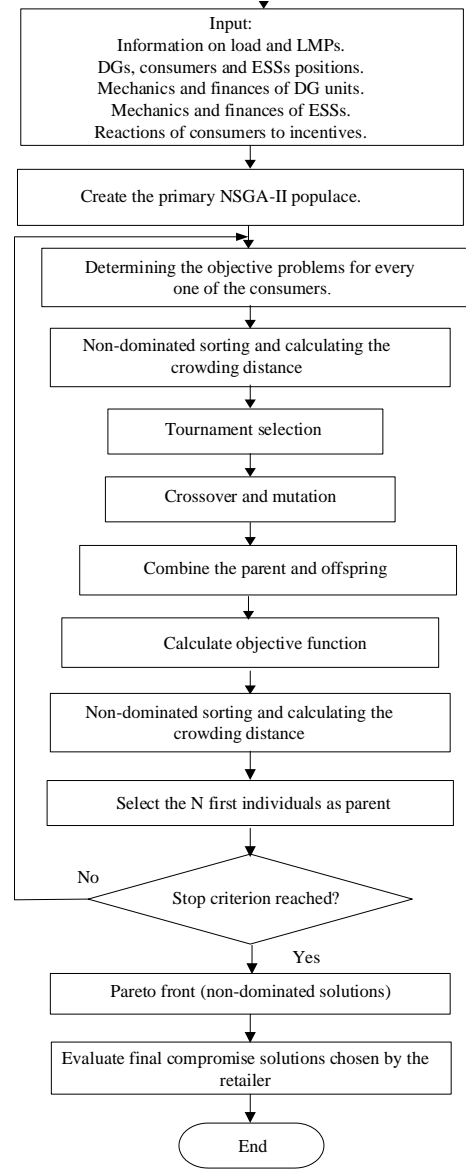 Input:
Information on load and LMPs.
DGs, consumers and ESSs positions.
Mechanics and finances of DG units.
Mechanics and finances of ESSs.
Reactions of consumers to incentives.
Create the primary NSGA-II populace.
Determining the objective problems for every
one of the consumers.
Non-dominated sorting and calculating the
crowding distance
Tournament selection
Crossover and mutation
Combine the parent and offspring
Calculate objective function
Non-dominated sorting and calculating the
crowding distance
Select the N first individuals as parent
No
Stop criterion reached?
Yes
Pareto front (non-dominated solutions)
Evaluate final compromise solutions chosen by the
retailer
End